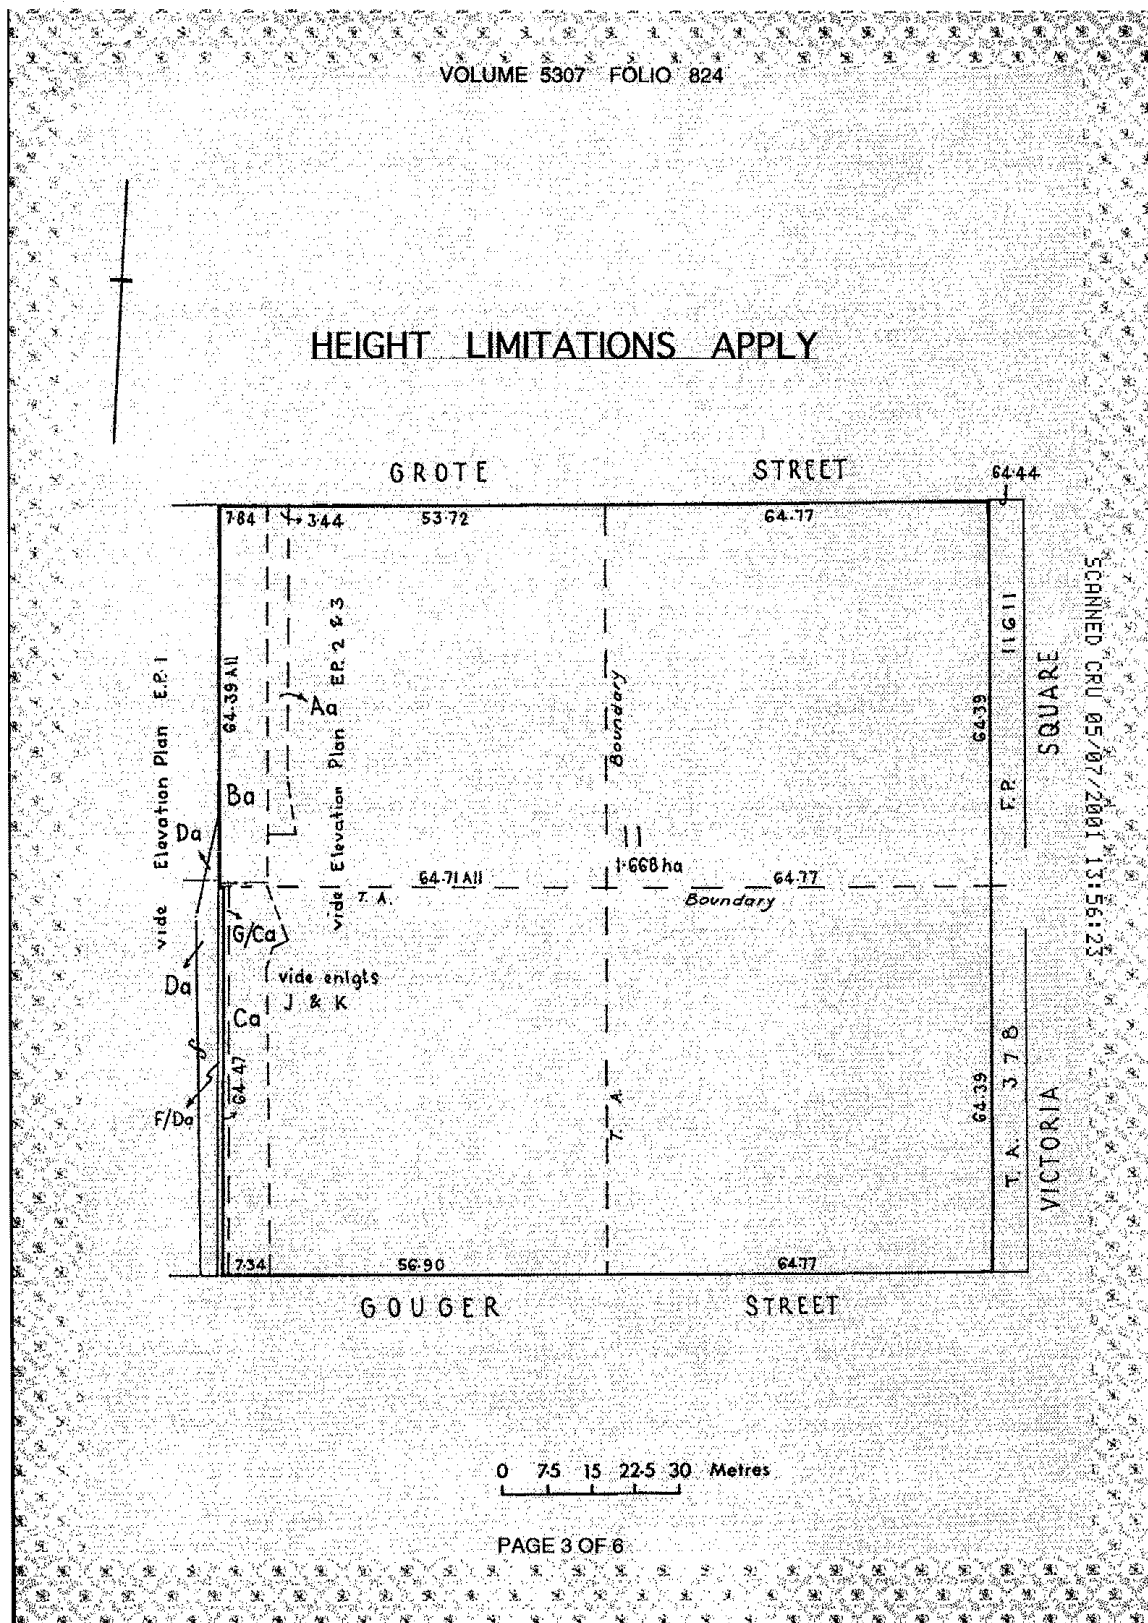 VOLUME 5307 FOLIO 824
HEIGHT LIMITATIONS APPLY
GROTE STREET
64.44
7.84
3.44
53.72
64.77
vide Elevation Plan E.P. 1
64.39 All
Aa
vide Elevation Plan E.P. 2 & 3
Boundary
64.39
F.P. 11611
SQUARE
SCANNED CRU 05/07/2001 13:56:23
Ba
Da
11
1.668 ha
64.71 All
64.77
T. A.
Boundary
G/Ca
Da
vide enlgts
J & K
Ca
64.47
F/Da
T. A.
64.39
T. A. 378
VICTORIA
7.34
56.90
64.77
GOUGER STREET
0 7.5 15 22.5 30 Metres
PAGE 3 OF 6